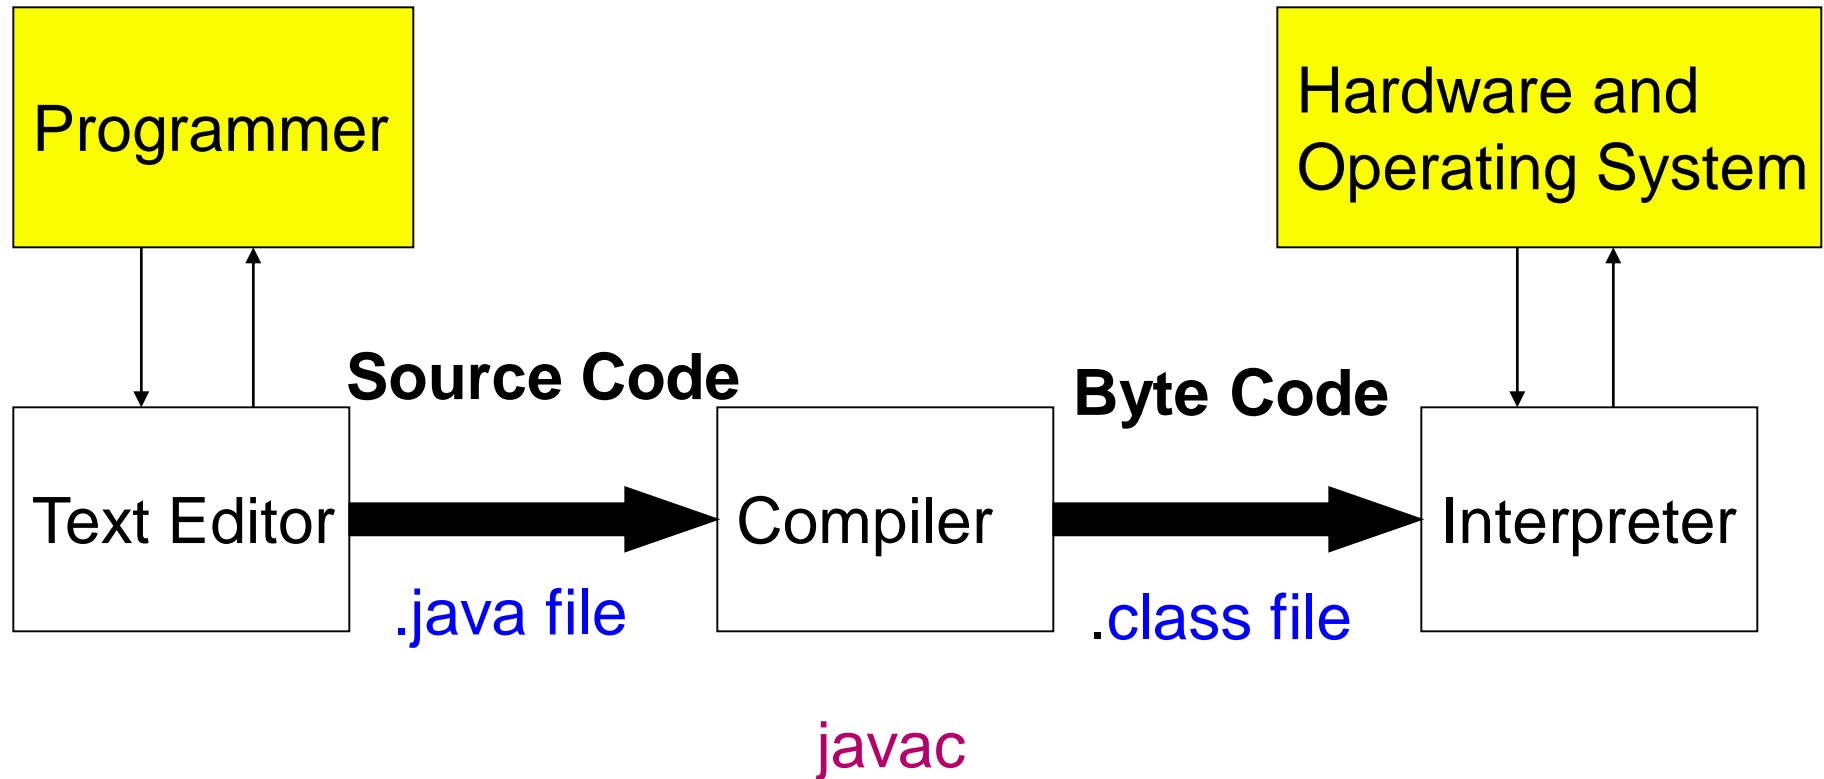 Programmer
Hardware and
Operating System
Source Code
Byte Code
Text Editor
Compiler
Interpreter
.java file
.class file
javac